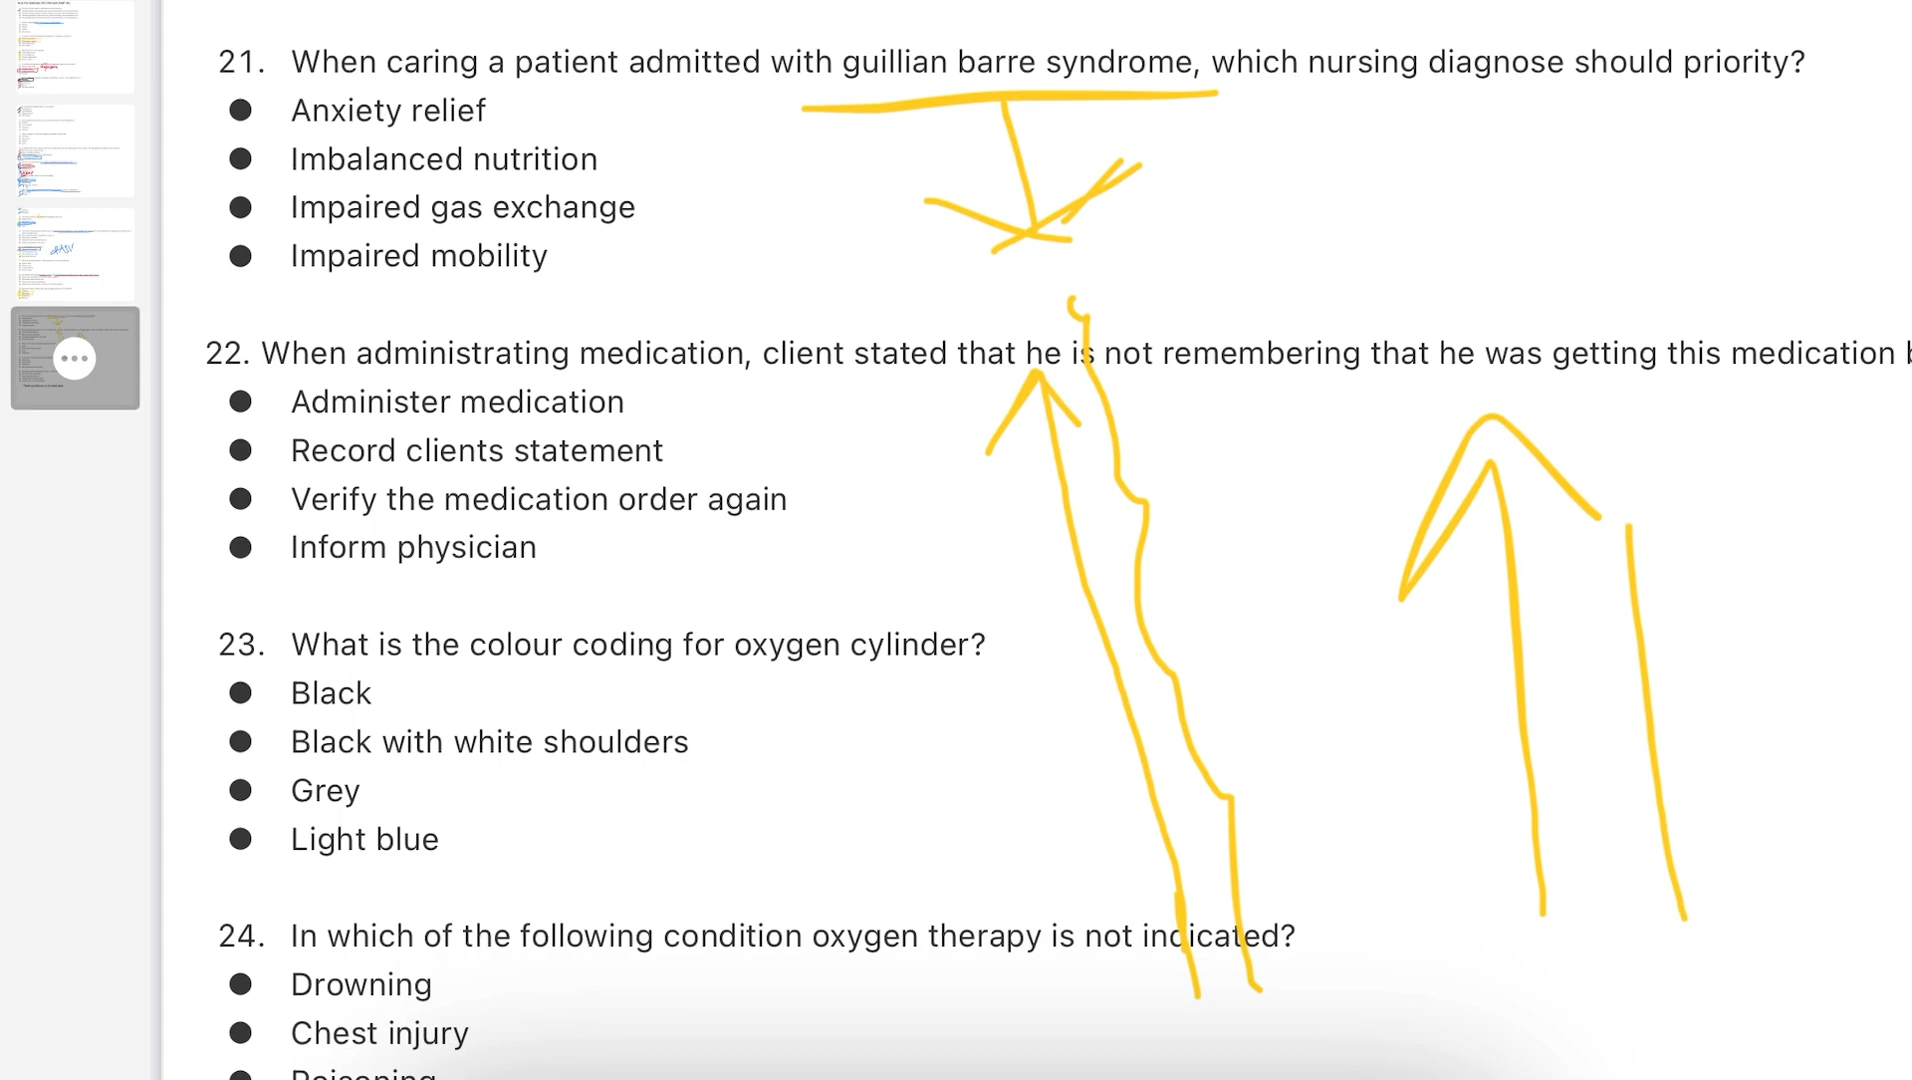 21. When caring a patient admitted with guillian barre syndrome, which nursing diagnose should priority?
● Anxiety relief
● Imbalanced nutrition
● Impaired gas exchange
● Impaired mobility
22. When administrating medication, client stated that he is not remembering that he was getting this medication
● Administer medication
● Record clients statement
● Verify the medication order again
● Inform physician
23. What is the colour coding for oxygen cylinder?
● Black
● Black with white shoulders
● Grey
● Light blue
24. In which of the following condition oxygen therapy is not indicated?
● Drowning
● Chest injury
● Poisoning